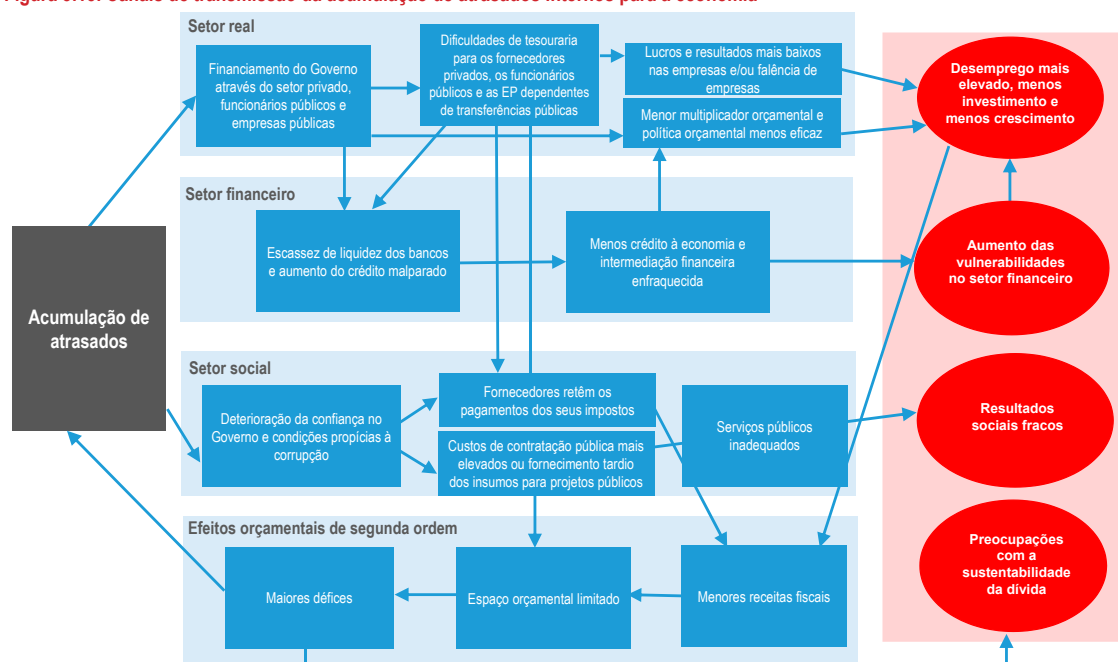 Setor real
Financiamento do Governo
através do setor privado,
funcionários públicos e
empresas públicas
Dificuldades de tesouraria
para os fornecedores
privados, os funcionários
públicos e as EP dependentes
de transferências públicas
Lucros e resultados mais baixos
nas empresas e/ou falência de
empresas
Menor multiplicador orçamental e
política orçamental menos eficaz
Desemprego mais
elevado, menos
investimento e
menos crescimento
Setor financeiro
Escassez de liquidez dos bancos
e aumento do crédito malparado
Menos crédito à economia e
intermediação financeira
enfraquecida
Aumento das
vulnerabilidades
no setor financeiro
Acumulação de
atrasados
Setor social
Deterioração da confiança no
Governo e condições propícias à
corrupção
Fornecedores retêm os
pagamentos dos seus impostos
Custos de contratação pública mais
elevados ou fornecimento tardio
dos insumos para projetos públicos
Serviços públicos
inadequados
Resultados
sociais fracos
Efeitos orçamentais de segunda ordem
Maiores défices
Espaço orçamental limitado
Menores receitas fiscais
Preocupações
com a
sustentabilidade
da dívida